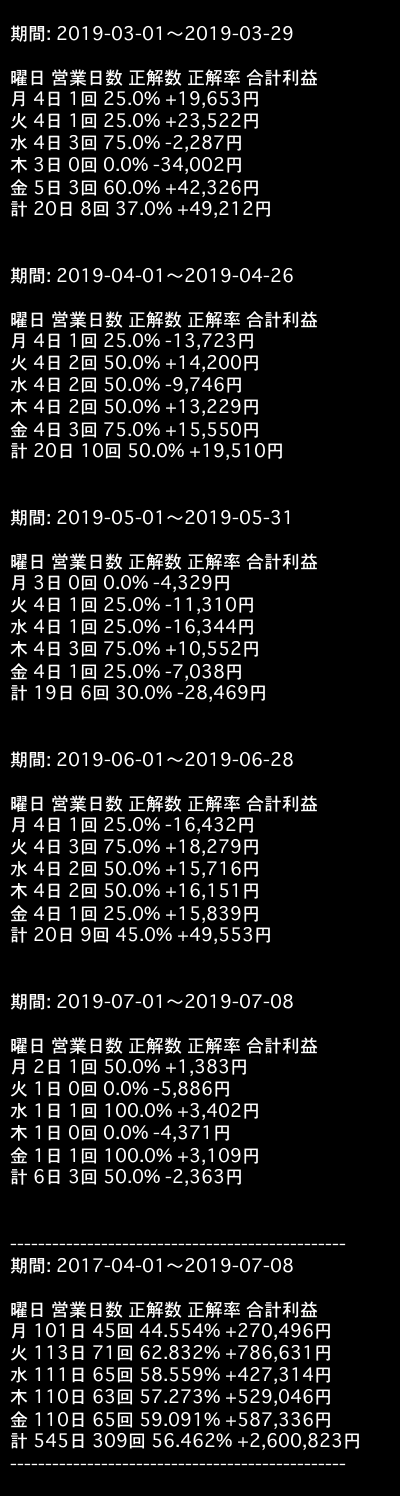 期間: 2019-03-01〜2019-03-29
曜日 営業日数 正解数 正解率 合計利益
月 4日 1回 25.0% +19,653円
火 4日 1回 25.0% +23,522円
水 4日 3回 75.0% -2,287円
木 3日 0回 0.0% -34,002円
金 5日 3回 60.0% +42,326円
計 20日 8回 37.0% +49,212円
期間: 2019-04-01〜2019-04-26
曜日 営業日数 正解数 正解率 合計利益
月 4日 1回 25.0% -13,723円
火 4日 2回 50.0% +14,200円
水 4日 2回 50.0% -9,746円
木 4日 2回 50.0% +13,229円
金 4日 3回 75.0% +15,550円
計 20日 10回 50.0% +19,510円
期間: 2019-05-01〜2019-05-31
曜日 営業日数 正解数 正解率 合計利益
月 3日 0回 0.0% -4,329円
火 4日 1回 25.0% -11,310円
水 4日 1回 25.0% -16,344円
木 4日 3回 75.0% +10,552円
金 4日 1回 25.0% -7,038円
計 19日 6回 30.0% -28,469円
期間: 2019-06-01〜2019-06-28
曜日 営業日数 正解数 正解率 合計利益
月 4日 1回 25.0% -16,432円
火 4日 3回 75.0% +18,279円
水 4日 2回 50.0% +15,716円
木 4日 2回 50.0% +16,151円
金 4日 1回 25.0% +15,839円
計 20日 9回 45.0% +49,553円
期間: 2019-07-01〜2019-07-08
曜日 営業日数 正解数 正解率 合計利益
月 2日 1回 50.0% +1,383円
火 1日 0回 0.0% -5,886円
水 1日 1回 100.0% +3,402円
木 1日 0回 0.0% -4,371円
金 1日 1回 100.0% +3,109円
計 6日 3回 50.0% -2,363円
------------------------------------------------
期間: 2017-04-01〜2019-07-08
曜日 営業日数 正解数 正解率 合計利益
月 101日 45回 44.554% +270,496円
火 113日 71回 62.832% +786,631円
水 111日 65回 58.559% +427,314円
木 110日 63回 57.273% +529,046円
金 110日 65回 59.091% +587,336円
計 545日 309回 56.462% +2,600,823円
------------------------------------------------